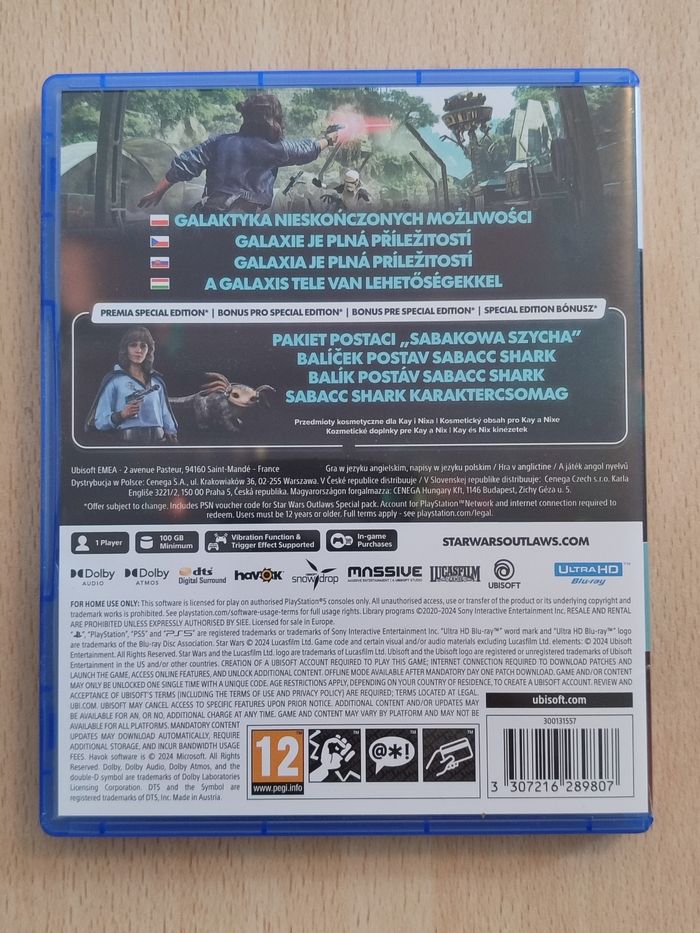 GALAKTYKA NIESKOŃCZONYCH MOŻLIWOŚCI
GALAXIE JE PLNÁ PŘÍLEŽITOSTÍ
GALAXIA JE PLNÁ PRÍLEŽITOSTÍ
A GALAXIS TELE VAN LEHETŐSÉGEKKEL
PREMIA SPECIAL EDITION* | BONUS PRO SPECIAL EDITION* | BONUS PRE SPECIAL EDITION* | SPECIAL EDITION BÓNUSZ*
PAKIET POSTACI „SABAKOWA SZYCHA”
BALÍČEK POSTAV SABACC SHARK
BALÍK POSTÁV SABACC SHARK
SABACC SHARK KARAKTERCSOMAG
Przedmioty kosmetyczne dla Kay i Nixa | Kosmetický obsah pro Kay a Nixe
Kozmetické doplnky pre Kay a Nix | Kay és Nix kinézetek
Ubisoft EMEA - 2 avenue Pasteur, 94160 Saint-Mandé - France Gra w języku angielskim, napisy w języku polskim / Hra v angličtine / A játék angol nyelvű
Dystrybucja w Polsce: Cenega S.A., ul. Krakowiaków 36, 02-255 Warszawa. V České republice distribuuje / V Slovenskej republike distribuuje: Cenega Czech s.r.o. Karla
Engliše 3221/2, 150 00 Praha 5, Česká republika. Magyarországon forgalmazza: CENEGA Hungary Kft, 1146 Budapest, Zichy Géza u. 5.
*Offer subject to change. Includes PSN voucher code for Star Wars Outlaws Special pack. Account for PlayStation™Network and internet connection required to
redeem. Users must be 12 years or older. Full terms apply - see playstation.com/legal.
1 Player
100 GB
Minimum
Vibration Function &
Trigger Effect Supported
In-game
Purchases
STARWARSOUTLAWS.COM
Dolby
AUDIO
Dolby
ATMOS
dts
Digital Surround
havok
snowdrop
MASSIVE
MASSIVE ENTERTAINMENT | A UBISOFT STUDIO
LUCASFILM
GAMES
UBISOFT
ULTRA HD
Blu-ray™
FOR HOME USE ONLY: This software is licensed for play on authorised PlayStation®5 consoles only. All unauthorised access, use or transfer of the product or its underlying copyright and
trademark works is prohibited. See playstation.com/software-usage-terms for full usage rights. Library programs ©2020–2024 Sony Interactive Entertainment Inc. RESALE AND RENTAL
ARE PROHIBITED UNLESS EXPRESSLY AUTHORISED BY SIEE. Licensed for sale in Europe.
“ ”, “PlayStation”, “PS5” and “PS5” are registered trademarks or trademarks of Sony Interactive Entertainment Inc. “Ultra HD Blu-ray™” word mark and “Ultra HD Blu-ray™” logo
are trademarks of the Blu-ray Disc Association. Star Wars © 2024 Lucasfilm Ltd. Game code and certain visual and/or audio materials excluding Lucasfilm Ltd. elements: © 2024 Ubisoft
Entertainment. All Rights Reserved. Star Wars and the Lucasfilm Ltd. logo are trademarks of Lucasfilm Ltd. Ubisoft and the Ubisoft logo are registered or unregistered trademarks of Ubisoft
Entertainment in the US and/or other countries. CREATION OF A UBISOFT ACCOUNT REQUIRED TO PLAY THIS GAME; INTERNET CONNECTION REQUIRED TO DOWNLOAD PATCHES AND
LAUNCH THE GAME, ACCESS ONLINE FEATURES, AND UNLOCK ADDITIONAL CONTENT. OFFLINE MODE AVAILABLE AFTER MANDATORY DAY ONE PATCH DOWNLOAD. GAME AND/OR CONTENT
MAY ONLY BE UNLOCKED ONE SINGLE TIME WITH A UNIQUE CODE. AGE RESTRICTIONS MAY APPLY, DEPENDING ON YOUR COUNTRY OF RESIDENCE, TO CREATE A UBISOFT ACCOUNT. REVIEW AND
ACCEPTANCE OF UBISOFT'S TERMS (INCLUDING THE TERMS OF USE AND PRIVACY POLICY) ARE REQUIRED; TERMS LOCATED AT LEGAL.
UBI.COM. UBISOFT MAY CANCEL ACCESS TO SPECIFIC FEATURES UPON PRIOR NOTICE. ADDITIONAL CONTENT AND/OR UPDATES MAY
BE AVAILABLE FOR AN, OR NO, ADDITIONAL CHARGE AT ANY TIME. GAME AND CONTENT MAY VARY BY PLATFORM AND MAY NOT BE
AVAILABLE FOR ALL PLATFORMS. MANDATORY CONTENT
UPDATES MAY DOWNLOAD AUTOMATICALLY, REQUIRE
ADDITIONAL STORAGE, AND INCUR BANDWIDTH USAGE
FEES. Havok software is © 2024 Microsoft. All Rights
Reserved. Dolby, Dolby Audio, Dolby Atmos, and the
double-D symbol are trademarks of Dolby Laboratories
Licensing Corporation. DTS and the Symbol are
registered trademarks of DTS, Inc. Made in Austria.
ubisoft.com
12
www.pegi.info
@*!
300131557
3 307216 289807